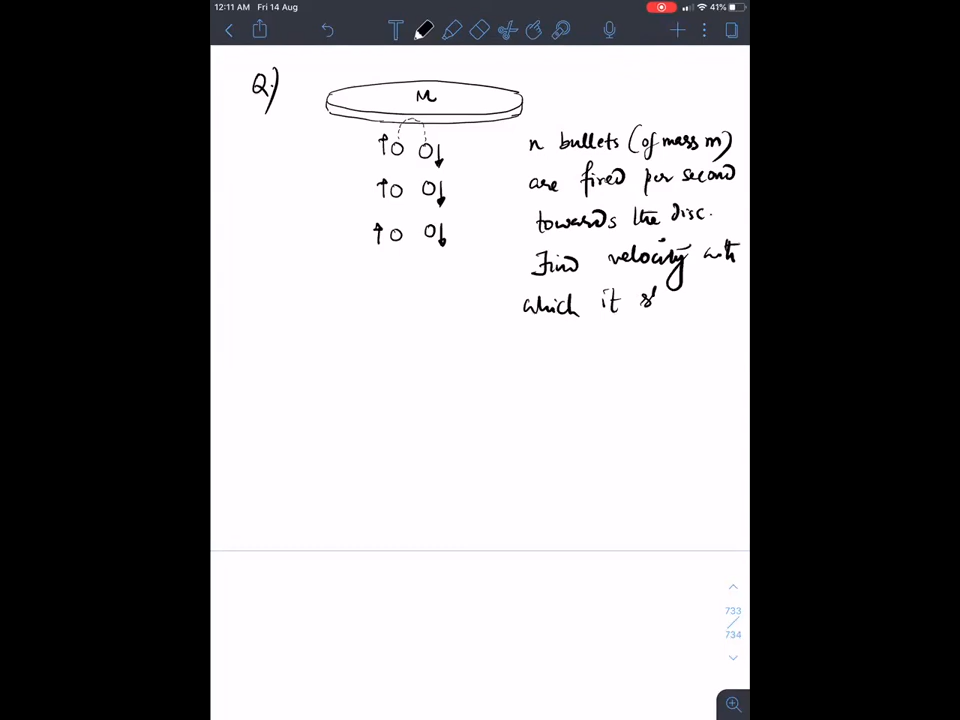 12:11 AM Fri 14 Aug
41%
T
Q.)
M
n bullets (of mass m)
are fired per second
towards the disc.
Find velocity with
which it s
733
734